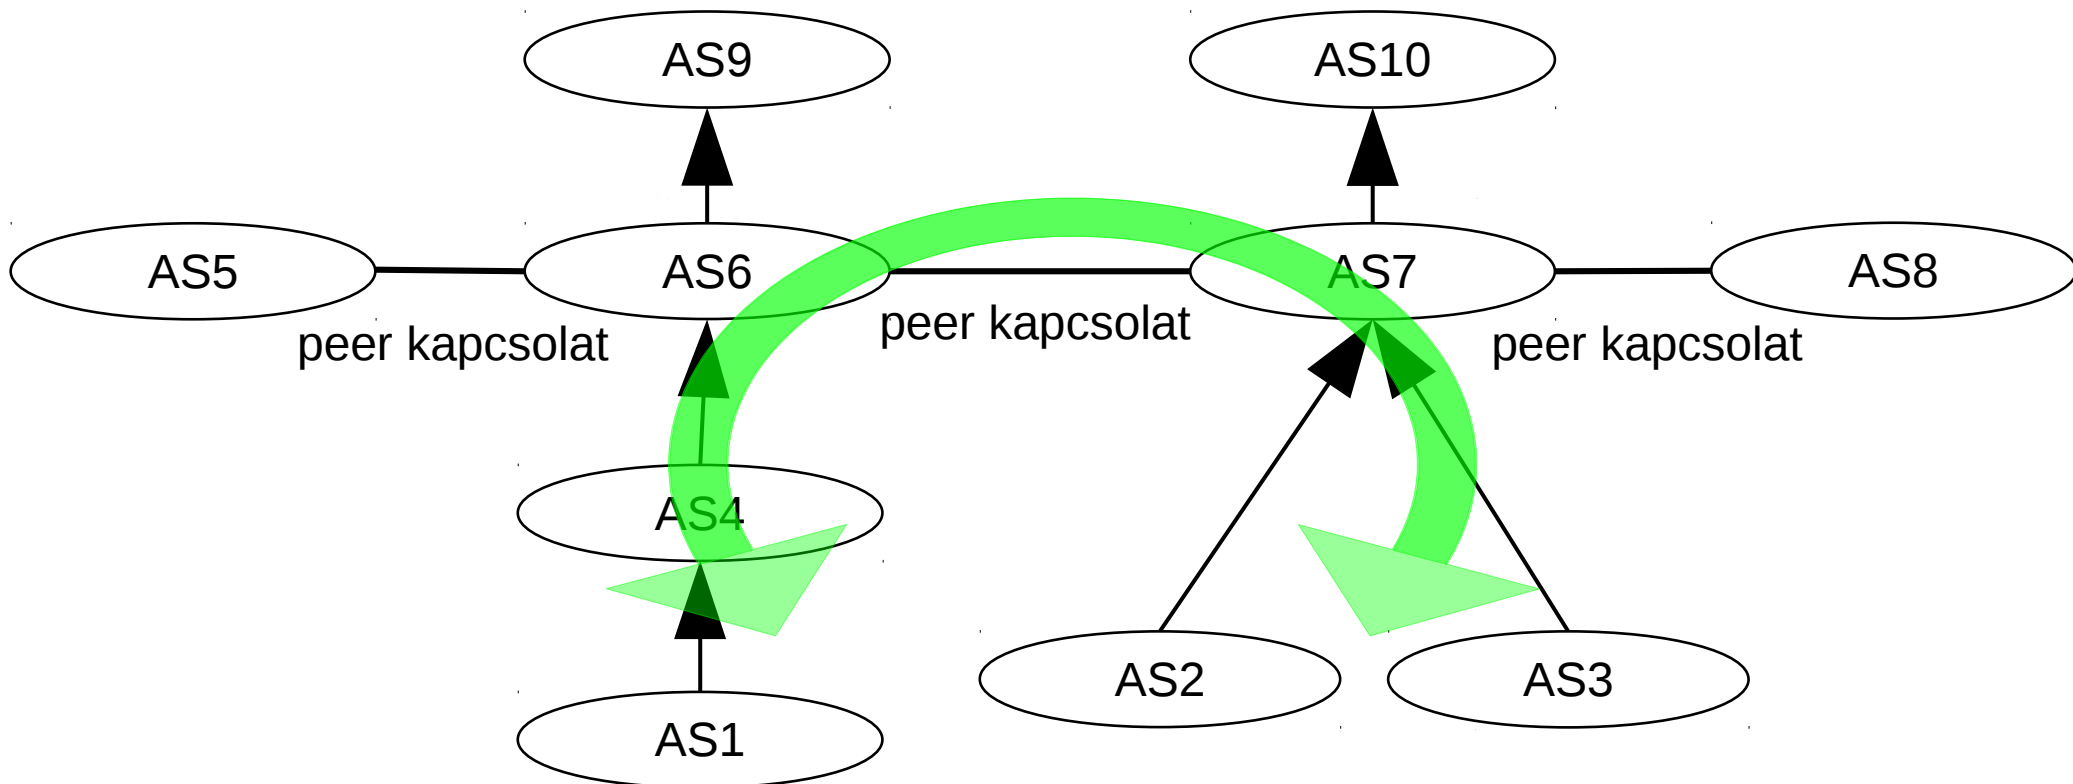 AS9
AS10
AS5
AS6
AS7
AS8
peer kapcsolat
peer kapcsolat
peer kapcsolat
AS4
AS2
AS3
AS1